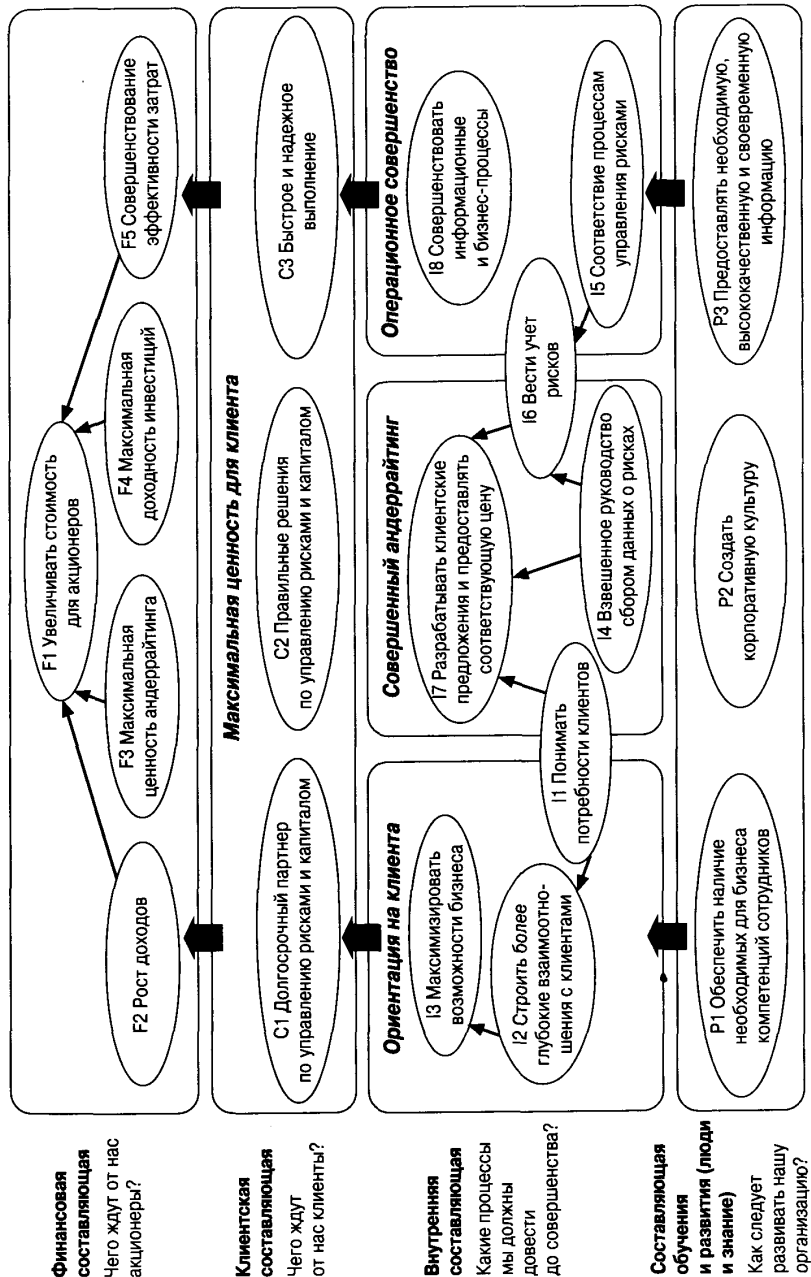 Финансовая
составляющая
Чего ждут от нас
акционеры?
F1 Увеличивать стоимость
для акционеров
F2 Рост доходов
F3 Максимальная
ценность андеррайтинга
F4 Максимальная
доходность инвестиций
F5 Совершенствование
эффективности затрат
Клиентская
составляющая
Чего ждут
от нас клиенты?
Максимальная ценность для клиента
C1 Долгосрочный партнер
по управлению рисками и капиталом
C2 Правильные решения
по управлению рисками и капиталом
C3 Быстрое и надежное
выполнение
Внутренняя
составляющая
Какие процессы
мы должны
довести
до совершенства?
Ориентация на клиента
I3 Максимизировать
возможности бизнеса
I2 Строить более
глубокие взаимоотно-
шения с клиентами
I1 Понимать
потребности клиентов
Совершенный андеррайтинг
I7 Разрабатывать клиентские
предложения и предоставлять
соответствующую цену
I4 Взвешенное руководство
сбором данных о рисках
I6 Вести учет
рисков
Операционное совершенство
I8 Совершенствовать
информационные
и бизнес-процессы
I5 Соответствие процессам
управления рисками
Составляющая
обучения
и развития (люди
и знание)
Как следует
развивать нашу
организацию?
P1 Обеспечить наличие
необходимых для бизнеса
компетенций сотрудников
P2 Создать
корпоративную культуру
P3 Предоставлять необходимую,
высококачественную и своевременную
информацию